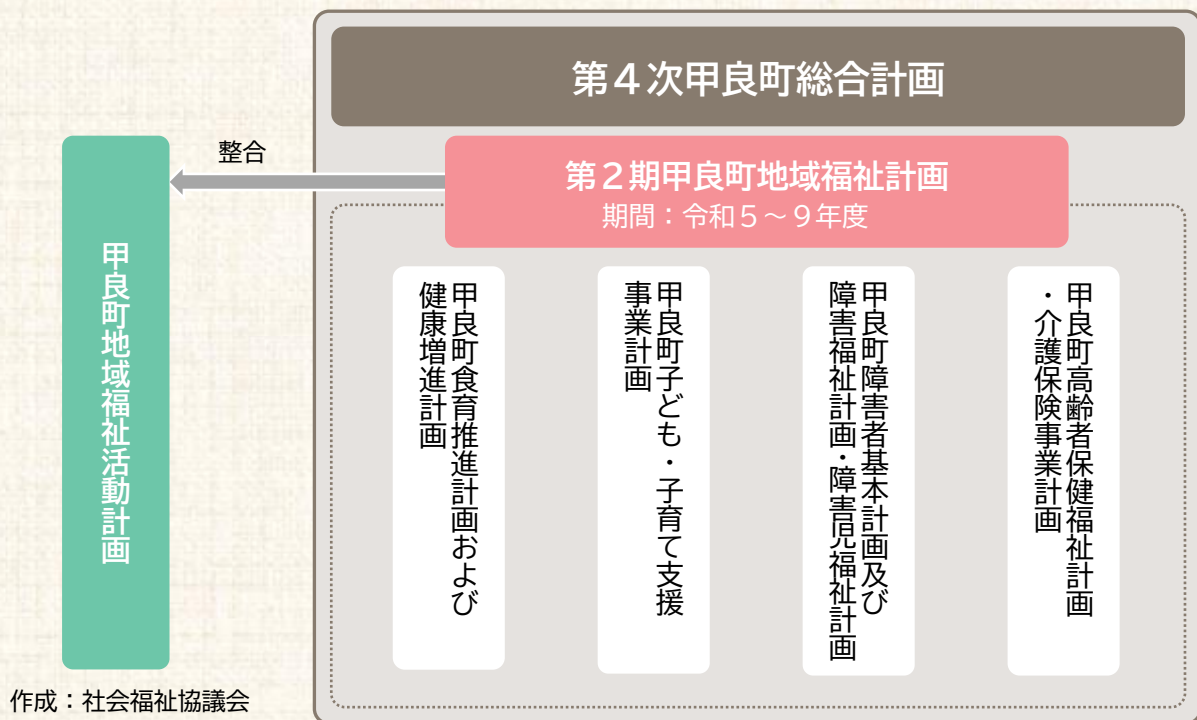 第４次甲良町総合計画
整合
第２期甲良町地域福祉計画
期間：令和５～９年度
甲良町地域福祉活動計画
甲良町高齢者保健福祉計画
・介護保険事業計画
甲良町障害者基本計画及び
障害福祉計画・障害児福祉計画
甲良町子ども・子育て支援
事業計画
甲良町食育推進計画および
健康増進計画
作成：社会福祉協議会